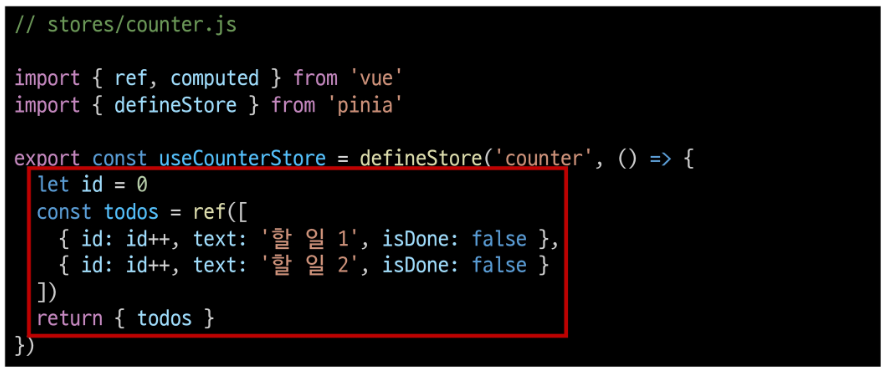 // stores/counter.js
import { ref, computed } from 'vue'
import { defineStore } from 'pinia'
export const useCounterStore = defineStore('counter', () => {
let id = 0
const todos = ref([
{ id: id++, text: '할 일 1', isDone: false },
{ id: id++, text: '할 일 2', isDone: false }
])
return { todos }
})